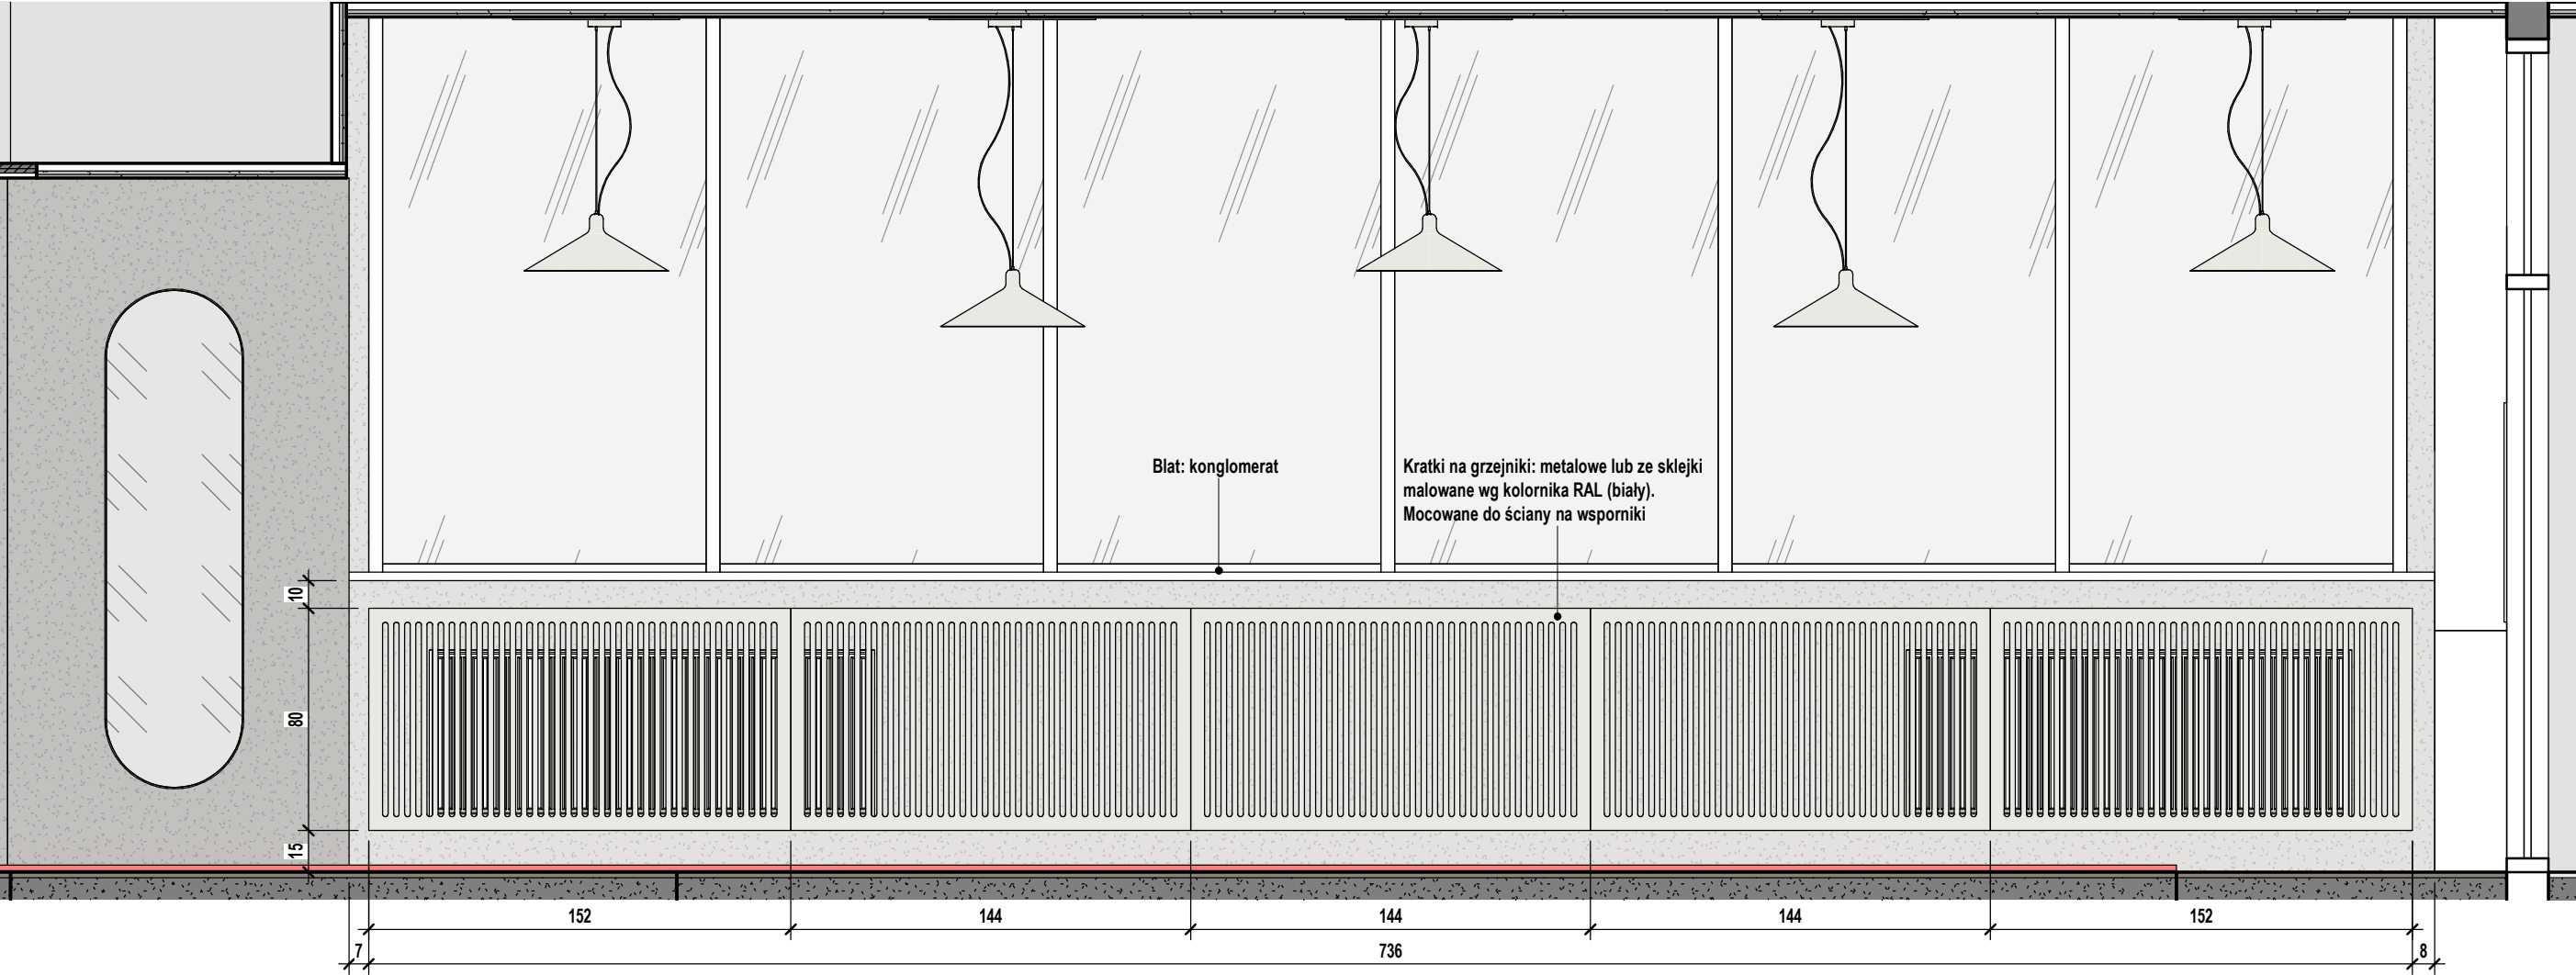 Blat: konglomerat
Kratki na grzejniki: metalowe lub ze sklejki
malowane wg kolornika RAL (biały).
Mocowane do ściany na wsporniki
10
80
15
152
144
144
144
152
7
736
8